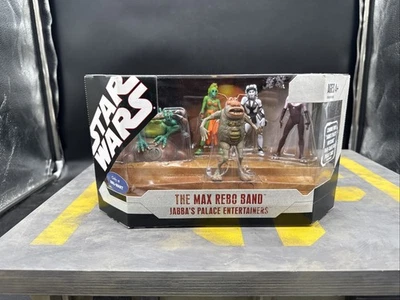 STAR
WARS
THE MAX REBO BAND
JABBA'S PALACE ENTERTAINERS